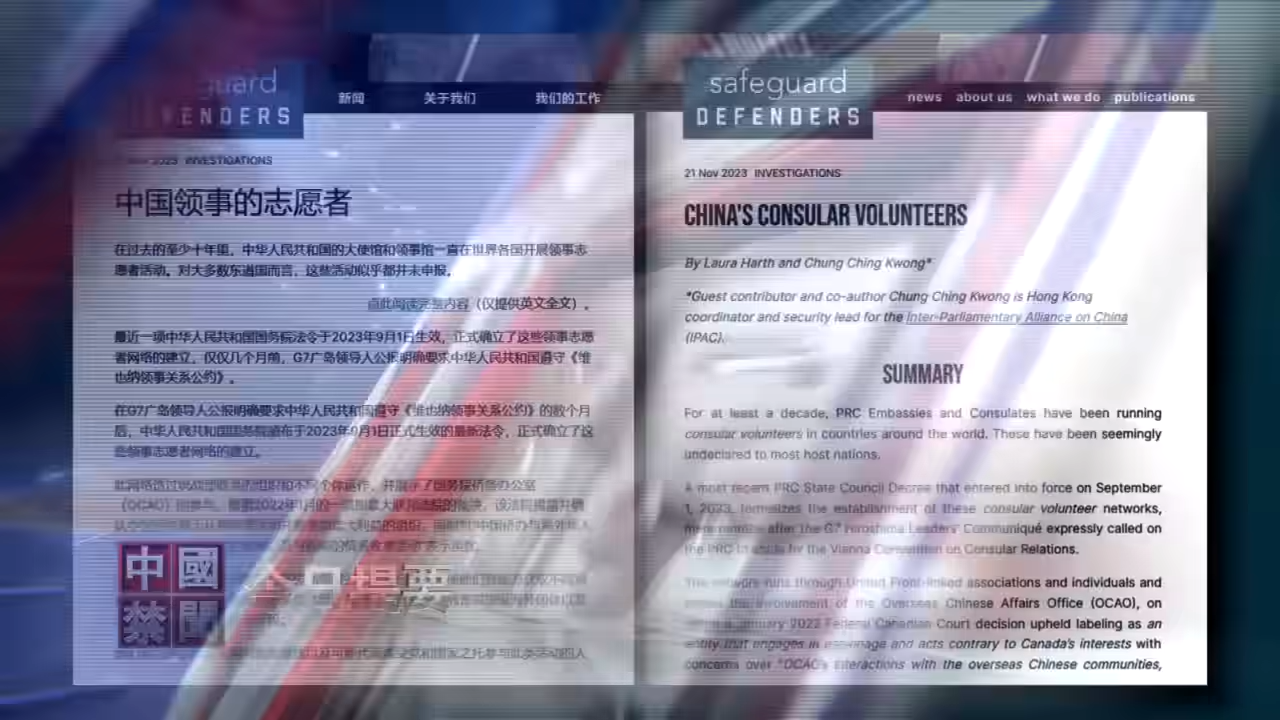 safeguard
DEFENDERS
新闻 关于我们 我们的工作
2023 INVESTIGATIONS
中国领事的志愿者
在过去的至少十年里，中华人民共和国的大使馆和领事馆一直在世界各国开展领事志
愿者活动。对大多数东道国而言，这些活动似乎都并未申报。
点此阅读完整内容（仅提供英文全文）。
最近一项中华人民共和国国务院法令于2023年9月1日生效，正式确立了这些领事志愿
者网络的建立。仅仅几个月前，G7广岛领导人公报明确要求中华人民共和国遵守《维
也纳领事关系公约》。
在G7广岛领导人公报明确要求中华人民共和国遵守《维也纳领事关系公约》的数个月
后，中华人民共和国国务院颁布于2023年9月1日正式生效的最新法令，正式确立了这
些领事志愿者网络的建立。
中國
禁聞
今日提要
safeguard
DEFENDERS
news about us what we do publications
21 Nov 2023 INVESTIGATIONS
CHINA'S CONSULAR VOLUNTEERS
By Laura Harth and Chung Ching Kwong*
*Guest contributor and co-author Chung Ching Kwong is Hong Kong
coordinator and security lead for the Inter-Parliamentary Alliance on China
(IPAC).
SUMMARY
For at least a decade, PRC Embassies and Consulates have been running
consular volunteers in countries around the world. These have been seemingly
undeclared to most host nations.
A most recent PRC State Council Decree that entered into force on September
1, 2023, formalizes the establishment of these consular volunteer networks,
mere months after the G7 Hiroshima Leaders' Communiqué expressly called on
the PRC to abide by the Vienna Convention on Consular Relations.
The network runs through United Front-linked associations and individuals and
the involvement of the Overseas Chinese Affairs Office (OCAO), on
January 2022 Federal Canadian Court decision upheld labeling as an
entity that engages in espionage and acts contrary to Canada's interests with
concerns over "OCAO's interactions with the overseas Chinese communities,